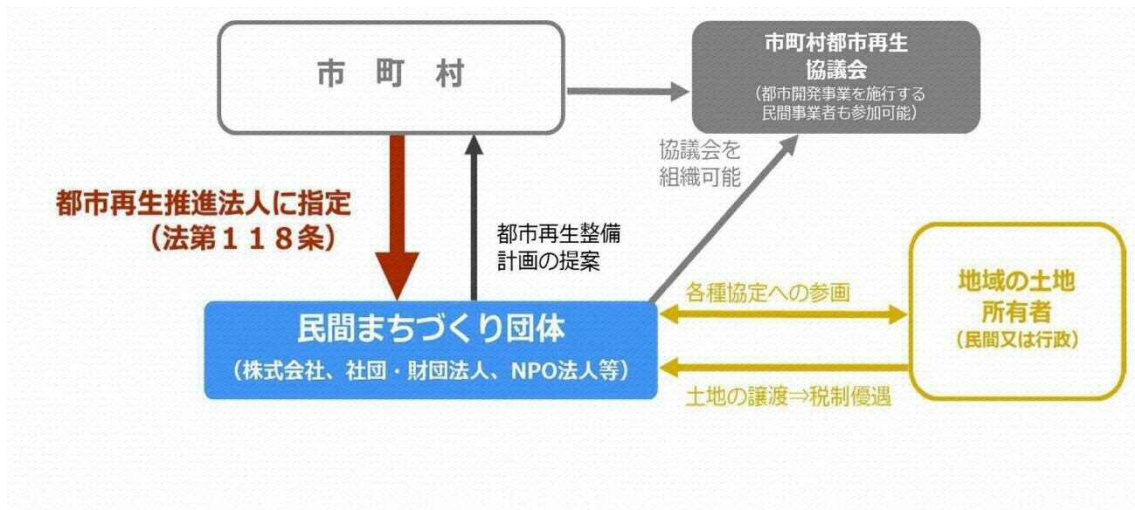 市 町 村
市町村都市再生
協議会
(都市開発事業を施行する
民間事業者も参加可能)
協議会を
組織可能
都市再生推進法人に指定
(法第118条)
都市再生整備
計画の提案
民間まちづくり団体
(株式会社、社団・財団法人、NPO法人等)
各種協定への参画
土地の譲渡⇒税制優遇
地域の土地
所有者
(民間又は行政)